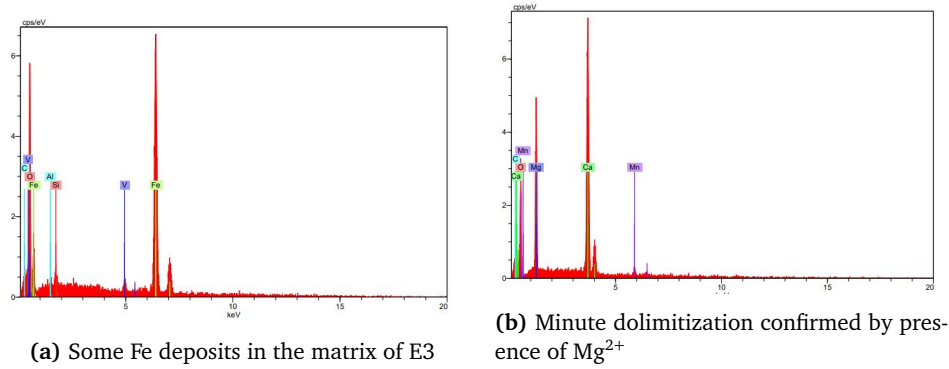 cps/eV
6
4
2
0
V
C
O
Fe
Al
Si
V
Fe
5
10
15
20
keV
(a) Some Fe deposits in the matrix of E3
cps/eV
6
4
2
0
Mn
C
O
Ca
Mg
Ca
Mn
5
10
15
20
(b) Minute dolimitization confirmed by pres-
ence of Mg²⁺